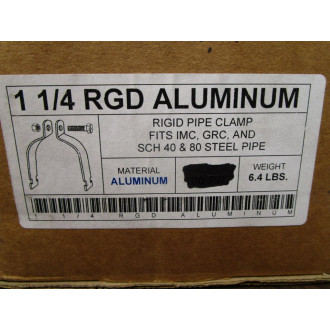 1 1/4 RGD ALUMINUM
RIGID PIPE CLAMP
FITS IMC, GRC, AND
SCH 40 & 80 STEEL PIPE
MATERIAL
ALUMINUM
WEIGHT
6.4 LBS.
1 1/4 RGD ALUMINUM